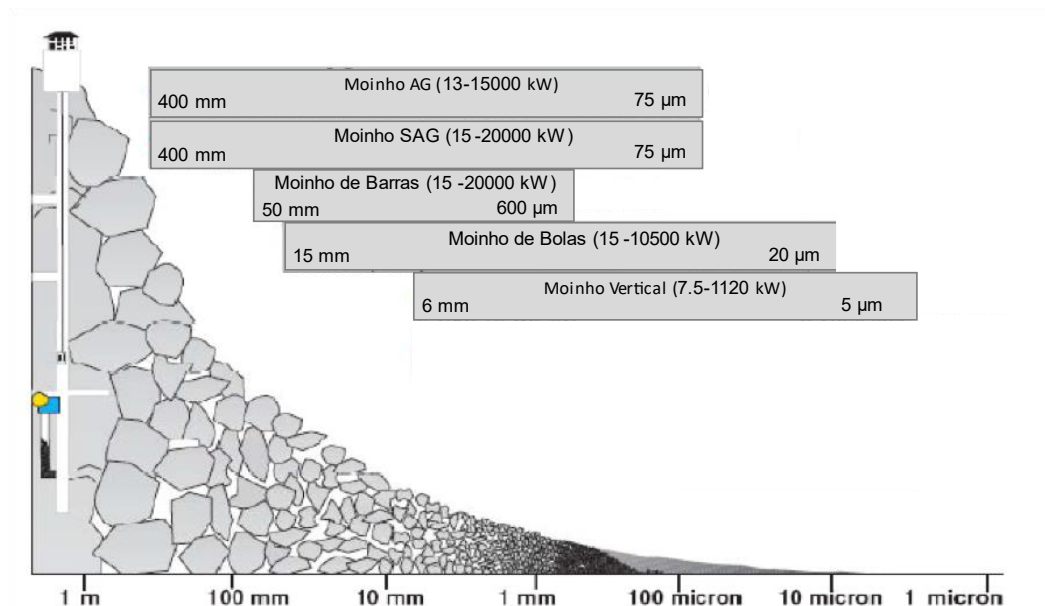 Moinho AG (13-15000 kW)
400 mm 75 µm
Moinho SAG (15-20000 kW)
400 mm 75 µm
Moinho de Barras (15 -20000 kW)
50 mm 600 µm
Moinho de Bolas (15 -10500 kW)
15 mm 20 µm
Moinho Vertical (7.5-1120 kW)
6 mm 5 µm
1 m 100 mm 10 mm 1 mm 100 micron 10 micron 1 micron